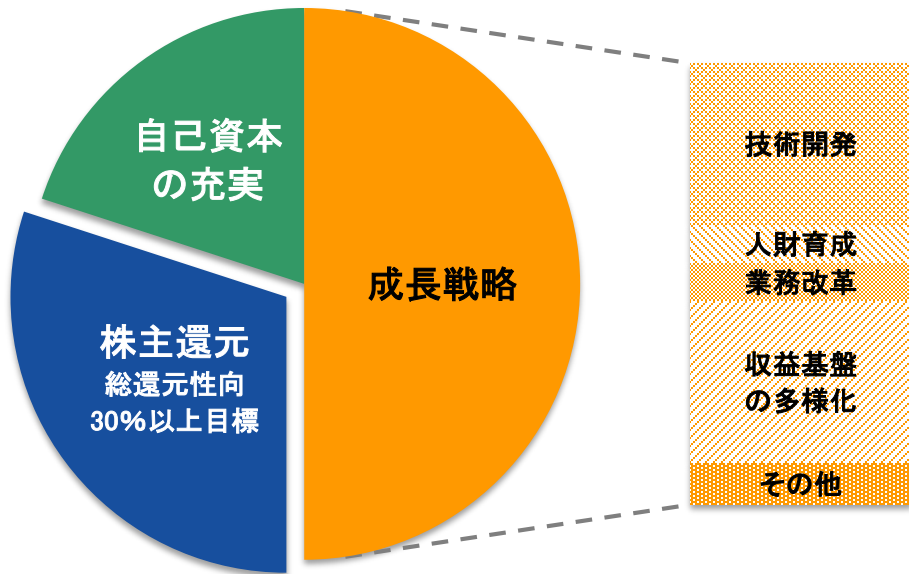 自己資本
の充実
成長戦略
株主還元
総還元性向
30%以上目標
技術開発
人財育成
業務改革
収益基盤
の多様化
その他